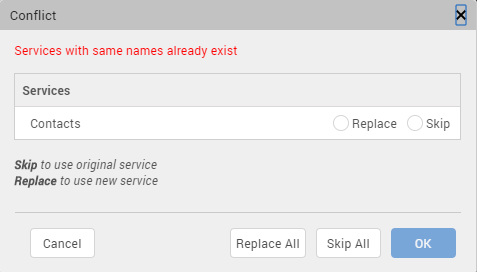 Conflict
Services with same names already exist
Services
Contacts Replace Skip
Skip to use original service
Replace to use new service
Cancel Replace All Skip All OK